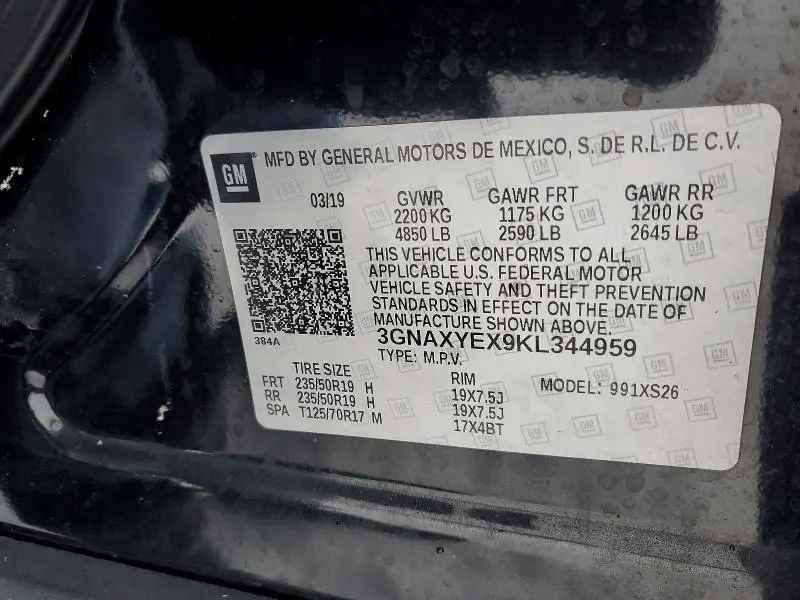 GM
MFD BY GENERAL MOTORS DE MEXICO, S. DE R.L. DE C.V.
03/19 GVWR GAWR FRT GAWR RR
2200 KG 1175 KG 1200 KG
4850 LB 2590 LB 2645 LB
THIS VEHICLE CONFORMS TO ALL
APPLICABLE U.S. FEDERAL MOTOR
VEHICLE SAFETY AND THEFT PREVENTION
STANDARDS IN EFFECT ON THE DATE OF
MANUFACTURE SHOWN ABOVE.
384A
3GNAXYEX9KL344959
TYPE: M.P.V.
TIRE SIZE RIM MODEL: 991XS26
FRT 235/50R19 H 19X7.5J
RR 235/50R19 H 19X7.5J
SPA T125/70R17 M 17X4BT